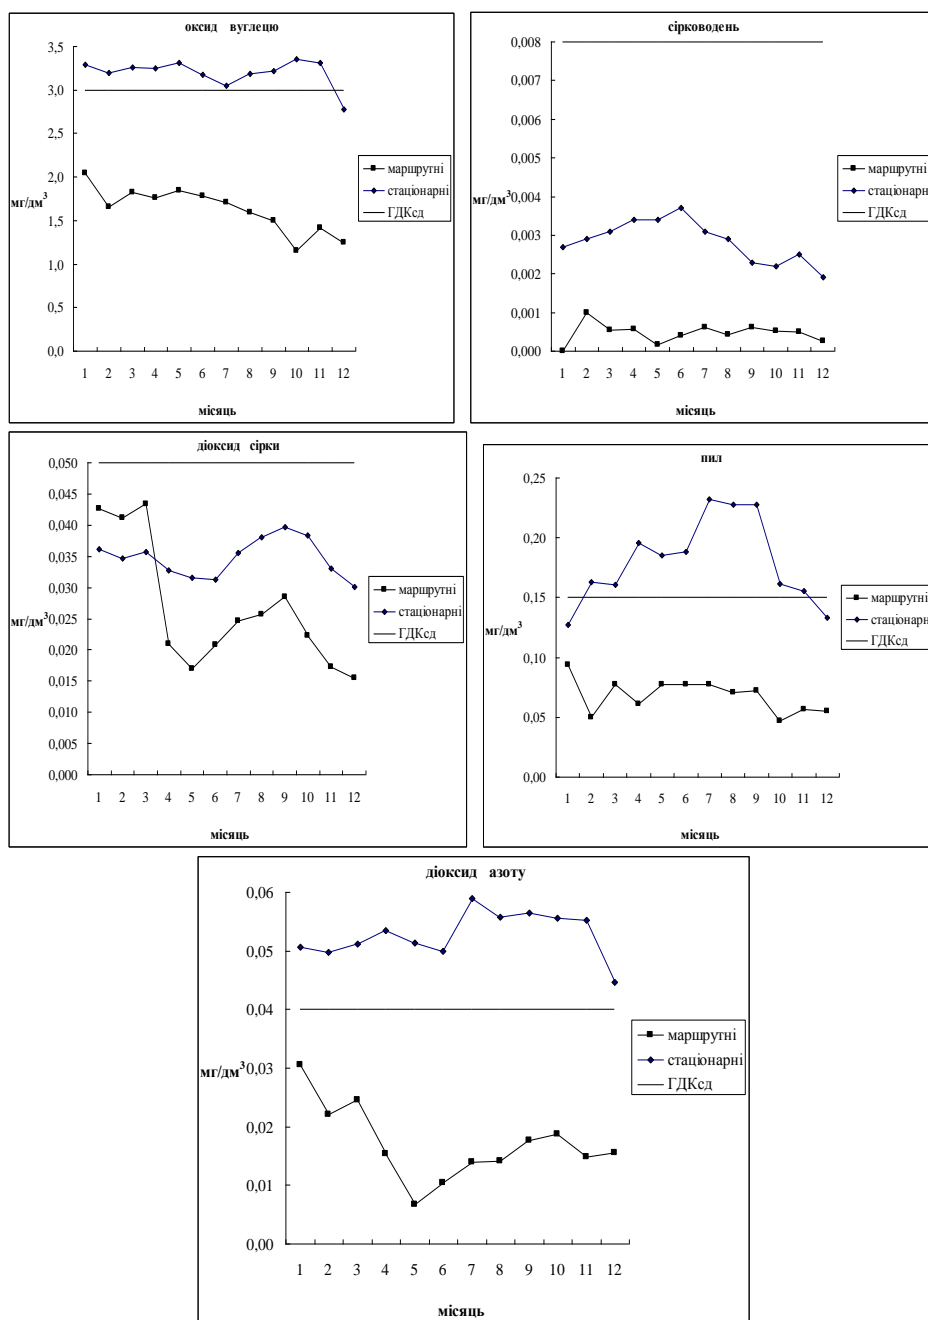 оксид вуглецю
3,5
3,0
2,5
2,0
1,5
1,0
0,5
0,0
мг/дм³
1 2 3 4 5 6 7 8 9 10 11 12
місяць
маршрутні
стаціонарні
ГДКсд
сірководень
0,008
0,007
0,006
0,005
0,004
0,003
0,002
0,001
0,000
мг/дм³
1 2 3 4 5 6 7 8 9 10 11 12
місяць
маршрутні
стаціонарні
ГДКсд
діоксид сірки
0,050
0,045
0,040
0,035
0,030
0,025
0,020
0,015
0,010
0,005
0,000
мг/дм³
1 2 3 4 5 6 7 8 9 10 11 12
місяць
маршрутні
стаціонарні
ГДКсд
пил
0,25
0,20
0,15
0,10
0,05
0,00
мг/дм³
1 2 3 4 5 6 7 8 9 10 11 12
місяць
маршрутні
стаціонарні
ГДКсд
діоксид азоту
0,06
0,05
0,04
0,03
0,02
0,01
0,00
мг/дм³
1 2 3 4 5 6 7 8 9 10 11 12
місяць
маршрутні
стаціонарні
ГДКсд